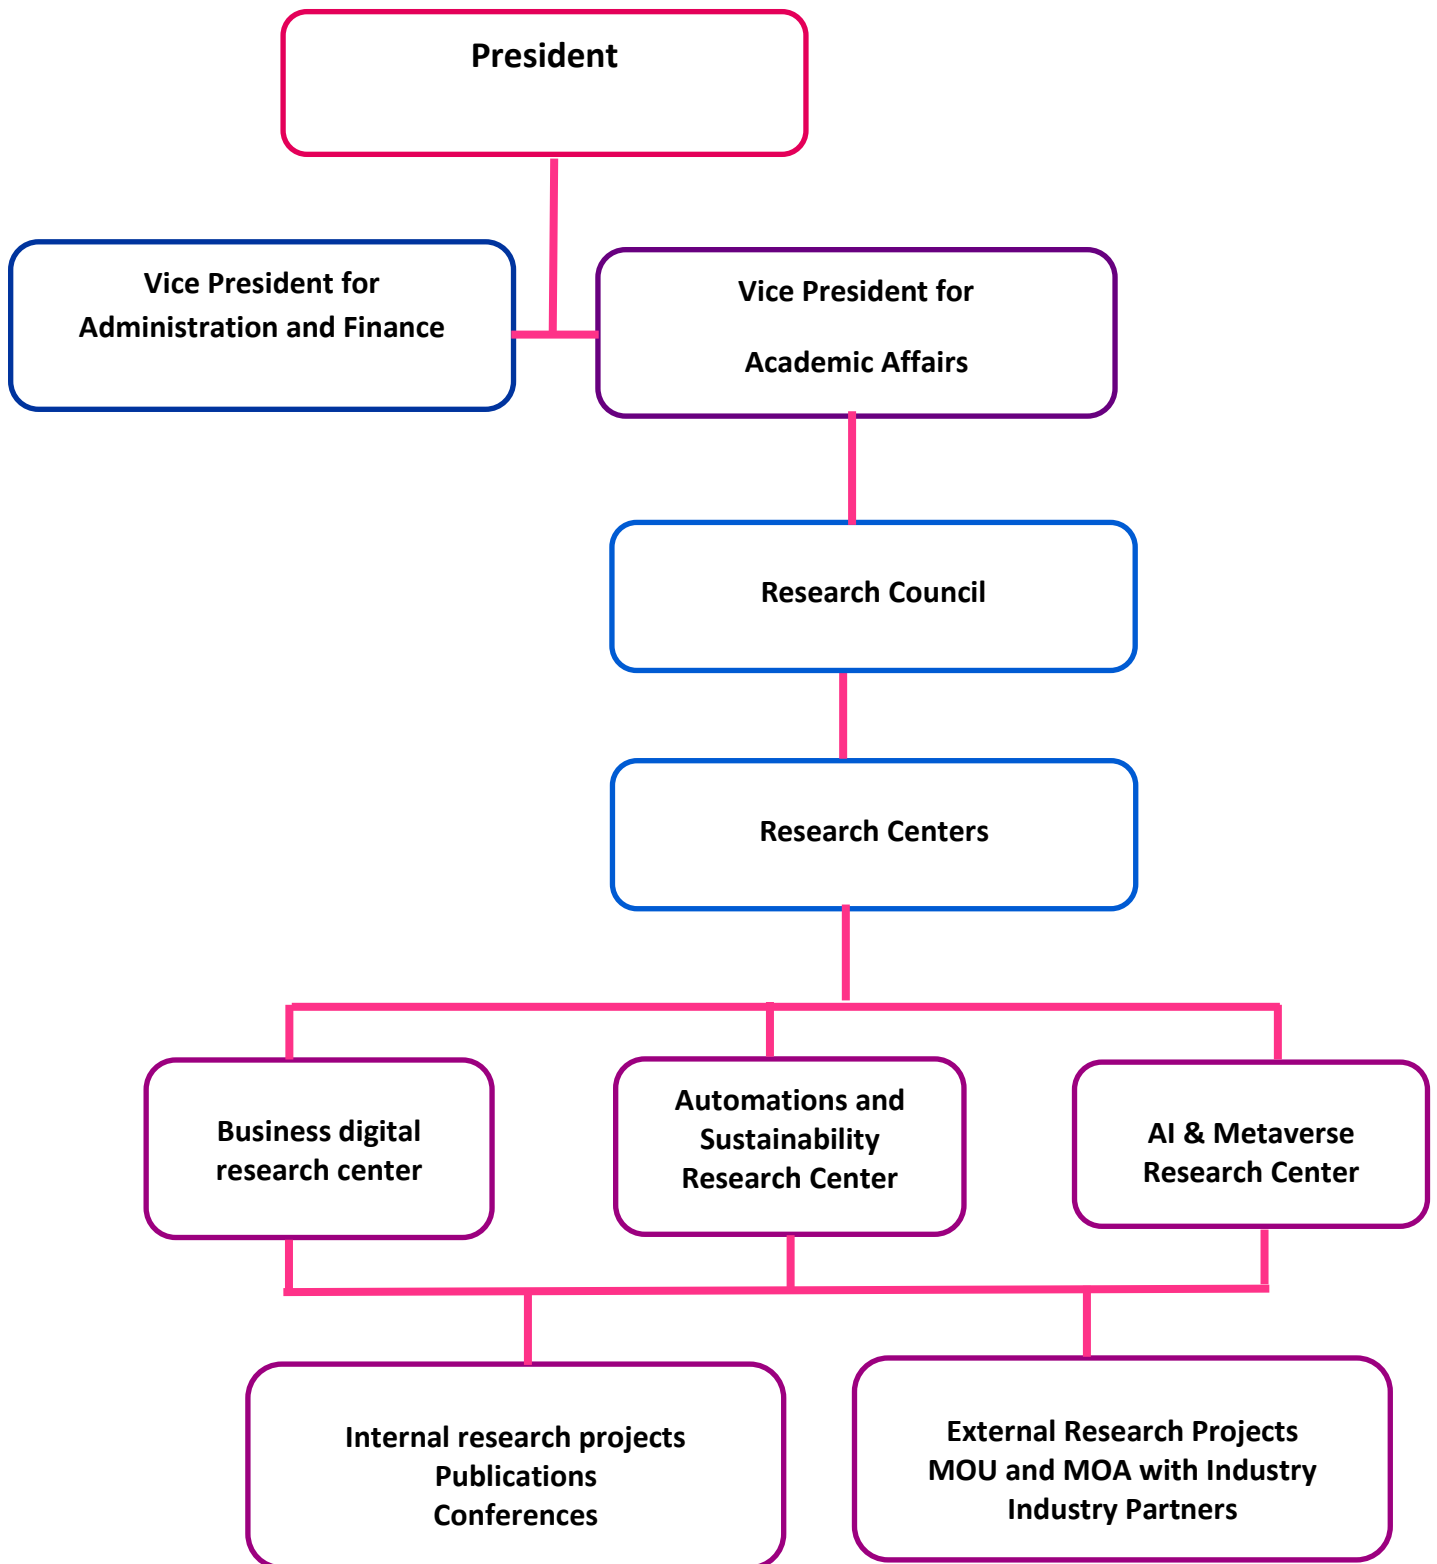 President
Vice President for
Administration and Finance
Vice President for
Academic Affairs
Research Council
Research Centers
Business digital
research center
Automations and
Sustainability
Research Center
AI & Metaverse
Research Center
Internal research projects
Publications
Conferences
External Research Projects
MOU and MOA with Industry
Industry Partners